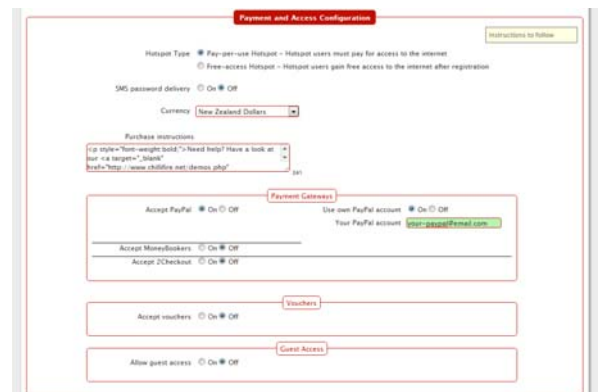 Payment and Access Configuration
Instructions to follow
Hotspot Type Pay-per-use Hotspot - Hotspot users must pay for access to the internet
Free-access Hotspot - Hotspot users gain free access to the internet after registration
SMS password delivery On Off
Currency New Zealand Dollars
Purchase instructions
<p style="font-weight:bold;">Need help? Have a look at
our <a target="_blank"
href="http://www.chillifire.net/demos.php"
241
Payment Gateways
Accept PayPal On Off Use own PayPal account On Off
Your PayPal account your-paypal@email.com
Accept MoneyBookers On Off
Accept 2Checkout On Off
Vouchers
Accept vouchers On Off
Guest Access
Allow guest access On Off